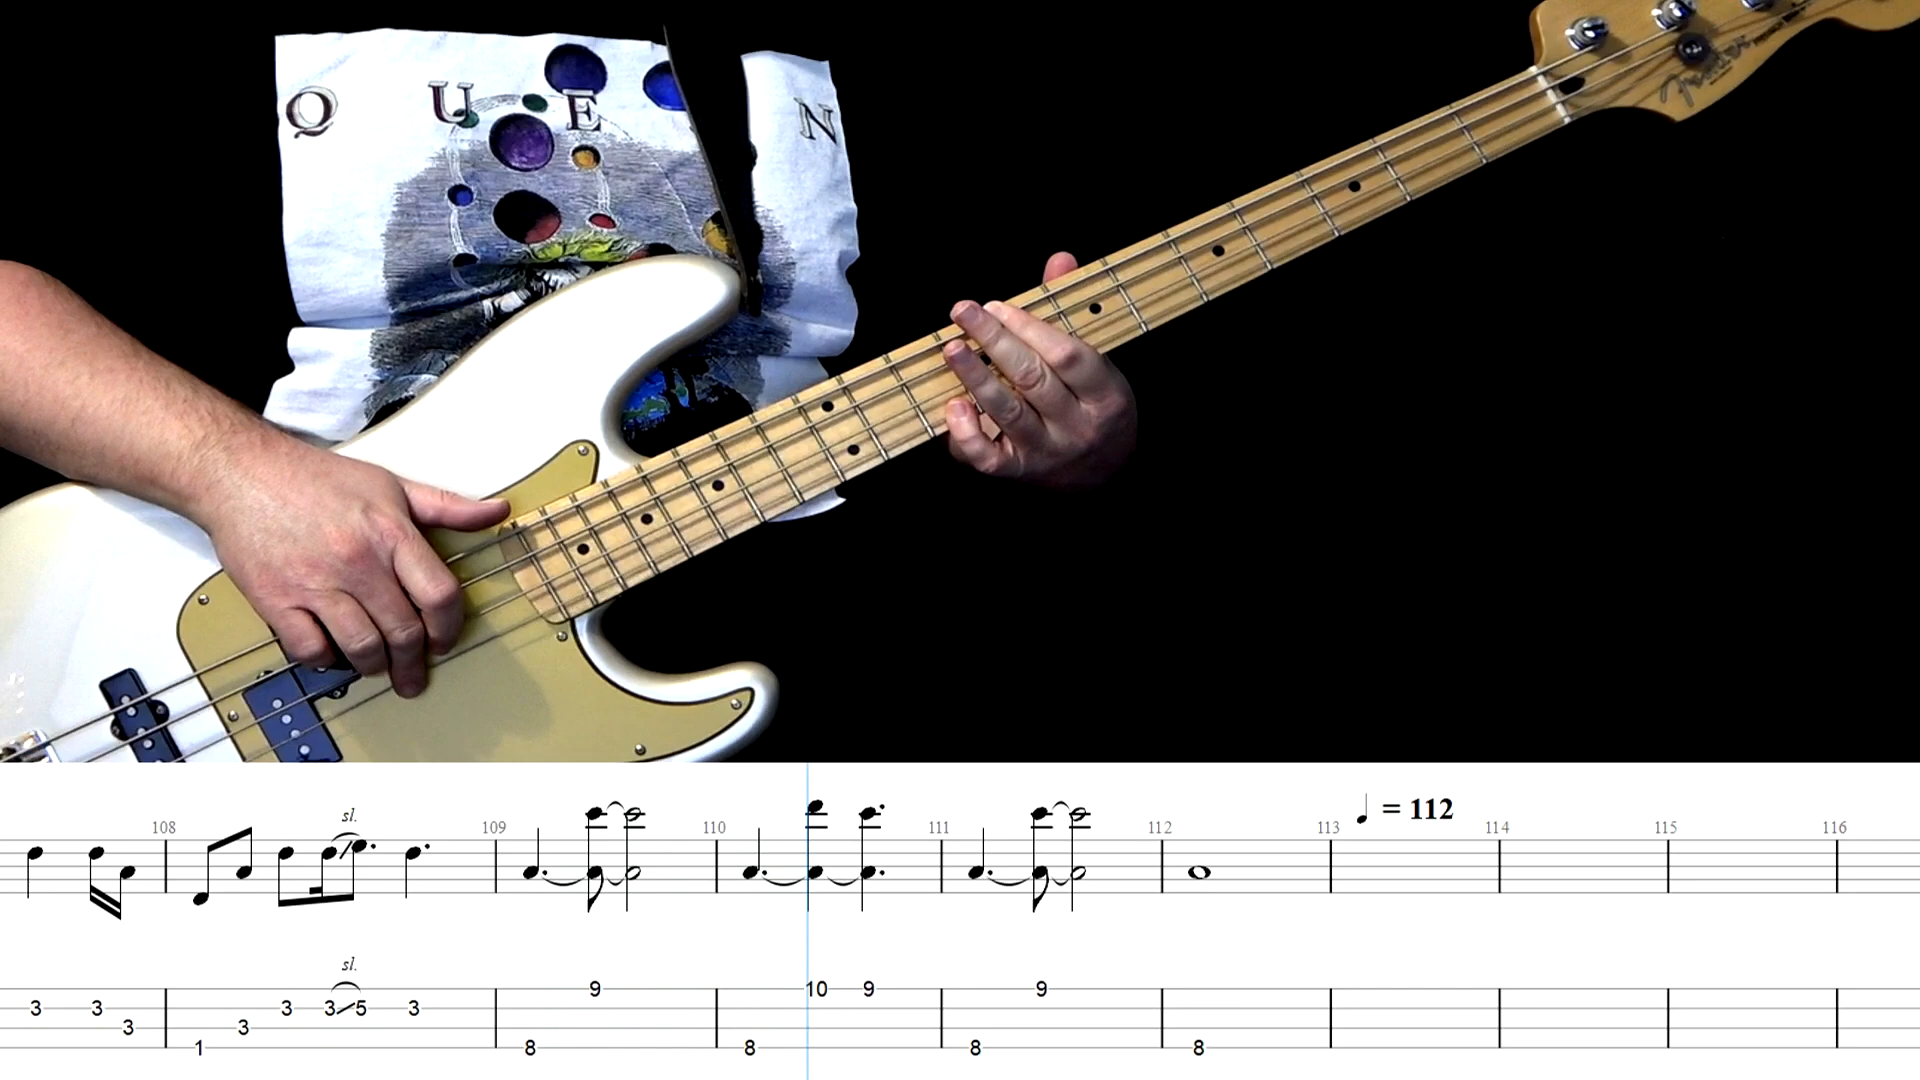 Q U E N
Fender
= 112
108 109 110 111 112 113 114 115 116
sl.
sl.
3 3 3 1 3 3 3 5 3 8 9 8 10 9 8 9 8